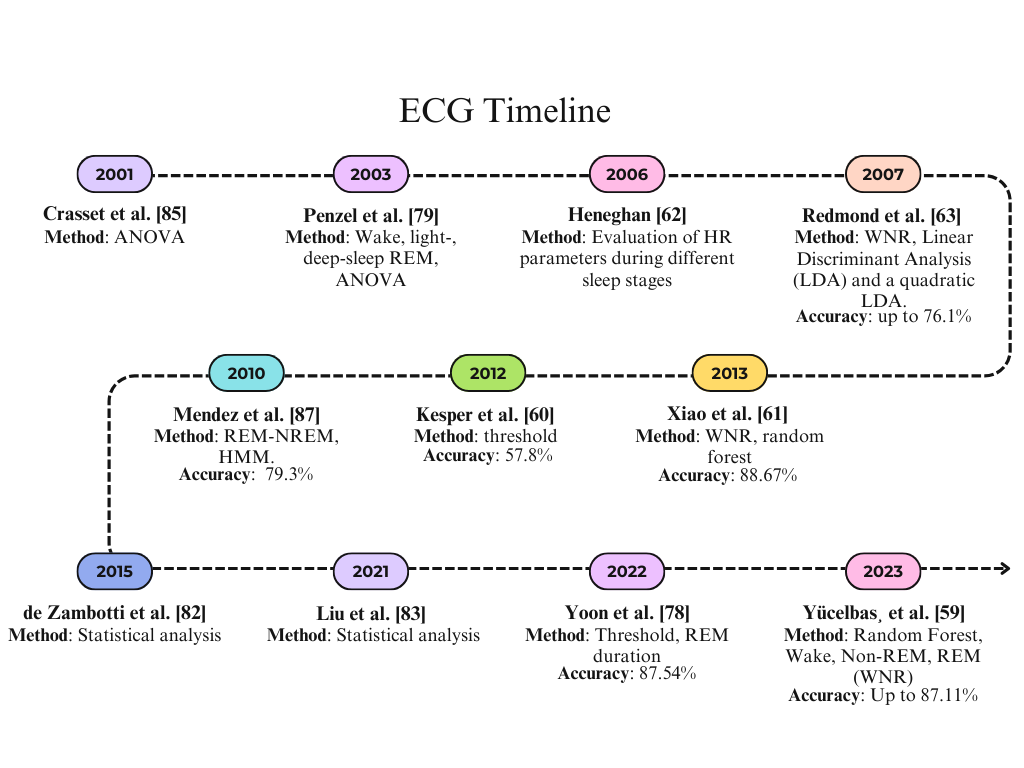 ECG Timeline
2001
2003
2006
2007
Crasset et al. [85]
Method: ANOVA
Penzel et al. [79]
Method: Wake, light-,
deep-sleep REM,
ANOVA
Heneghan [62]
Method: Evaluation of HR
parameters during different
sleep stages
Redmond et al. [63]
Method: WNR, Linear
Discriminant Analysis
(LDA) and a quadratic
LDA.
Accuracy: up to 76.1%
2010
2012
2013
Mendez et al. [87]
Method: REM-NREM,
HMM.
Accuracy: 79.3%
Kesper et al. [60]
Method: threshold
Accuracy: 57.8%
Xiao et al. [61]
Method: WNR, random
forest
Accuracy: 88.67%
2015
2021
2022
2023
de Zambotti et al. [82]
Method: Statistical analysis
Liu et al. [83]
Method: Statistical analysis
Yoon et al. [78]
Method: Threshold, REM
duration
Accuracy: 87.54%
Yücelbas¸ et al. [59]
Method: Random Forest,
Wake, Non-REM, REM
(WNR)
Accuracy: Up to 87.11%